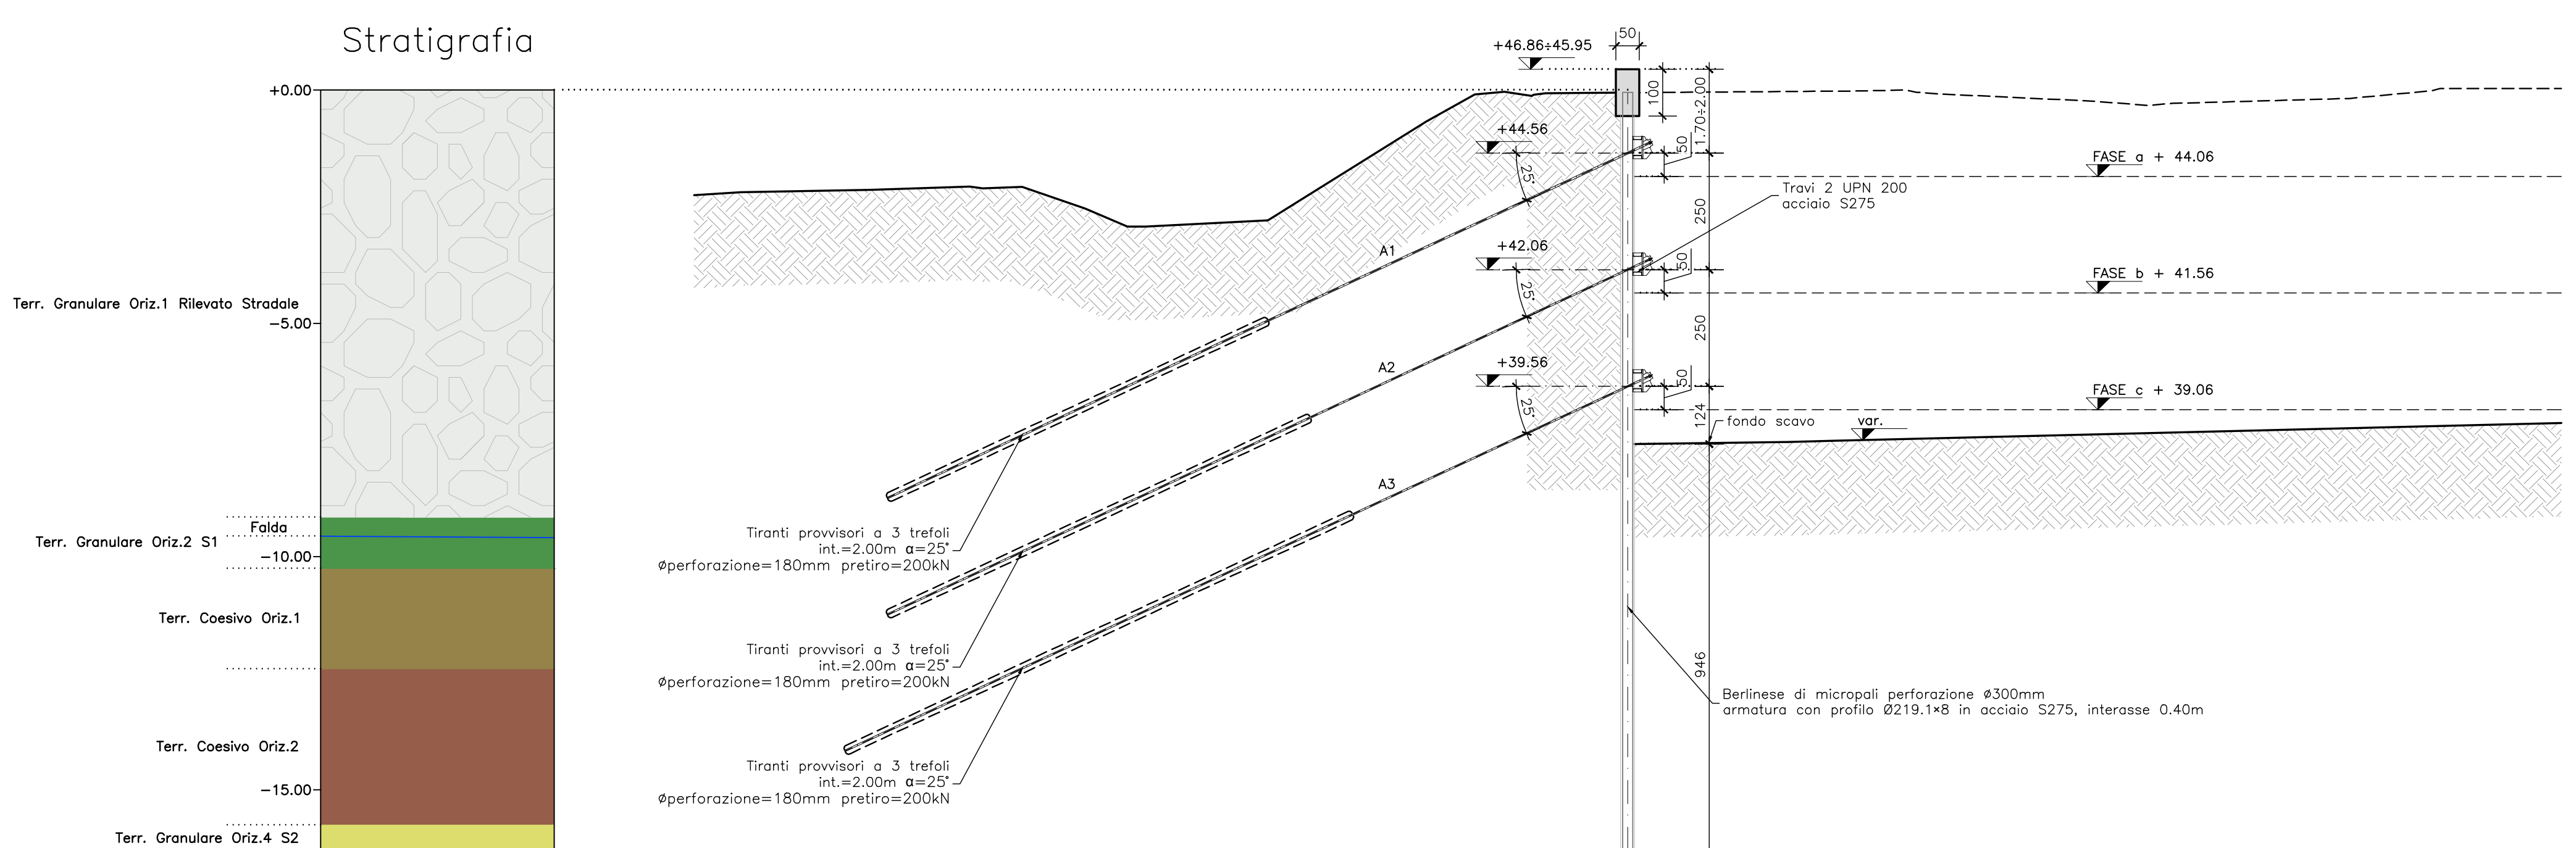 Stratigrafia
+0.00
Terr. Granulare Oriz.1 Rilevato Stradale
-5.00
Falda
Terr. Granulare Oriz.2 S1
-10.00
Terr. Coesivo Oriz.1
Terr. Coesivo Oriz.2
-15.00
Terr. Granulare Oriz.4 S2
+46.86÷45.95
50
100
1.70÷2.00
+44.56
25°
50
A1
+42.06
25°
50
A2
+39.56
25°
50
A3
250
250
124
946
Travi 2 UPN 200
acciaio S275
FASE a + 44.06
FASE b + 41.56
FASE c + 39.06
fondo scavo
var.
Tiranti provvisori a 3 trefoli
int.=2.00m α=25°
Øperforazione=180mm pretiro=200kN
Tiranti provvisori a 3 trefoli
int.=2.00m α=25°
Øperforazione=180mm pretiro=200kN
Tiranti provvisori a 3 trefoli
int.=2.00m α=25°
Øperforazione=180mm pretiro=200kN
Berlinese di micropali perforazione Ø300mm
armatura con profilo Ø219.1×8 in acciaio S275, interasse 0.40m